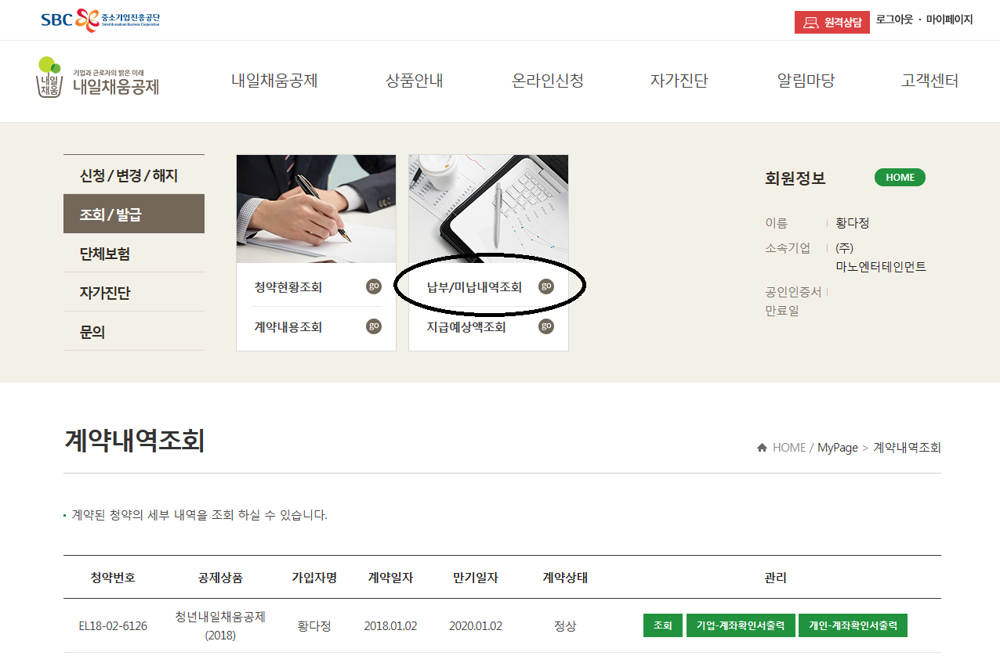 SBC 중소기업진흥공단
Small & medium Business Corporation
원격상담 로그아웃 · 마이페이지
내일채움
기업과 근로자의 밝은 미래
내일채움공제
내일채움공제 상품안내 온라인신청 자가진단 알림마당 고객센터
신청 / 변경 / 해지
조회 / 발급
단체보험
자가진단
문의
청약현황조회 go
계약내용조회 go
납부/미납내역조회 go
지급예상액조회 go
회원정보 HOME
이름 황다정
소속기업 (주)
마노엔터테인먼트
공인인증서
만료일
계약내역조회
HOME / MyPage > 계약내역조회
계약된 청약의 세부 내역을 조회 하실 수 있습니다.
청약번호 공제상품 가입자명 계약일자 만기일자 계약상태 관리
EL18-02-6126 청년내일채움공제 (2018) 황다정 2018.01.02 2020.01.02 정상 조회 기업-계좌확인서출력 개인-계좌확인서출력